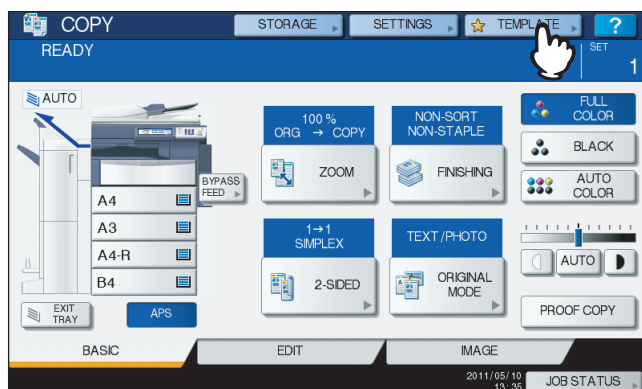 COPY
STORAGE
SETTINGS
TEMPLATE
?
READY
SET
1
AUTO
100 %
ORG → COPY
ZOOM
NON-SORT
NON-STAPLE
FINISHING
FULL
COLOR
BLACK
AUTO
COLOR
BYPASS
FEED
A4
A3
A4-R
B4
1→1
SIMPLEX
2-SIDED
TEXT/PHOTO
ORIGINAL
MODE
AUTO
EXIT
TRAY
APS
PROOF COPY
BASIC
EDIT
IMAGE
2011/05/10
13:35
JOB STATUS